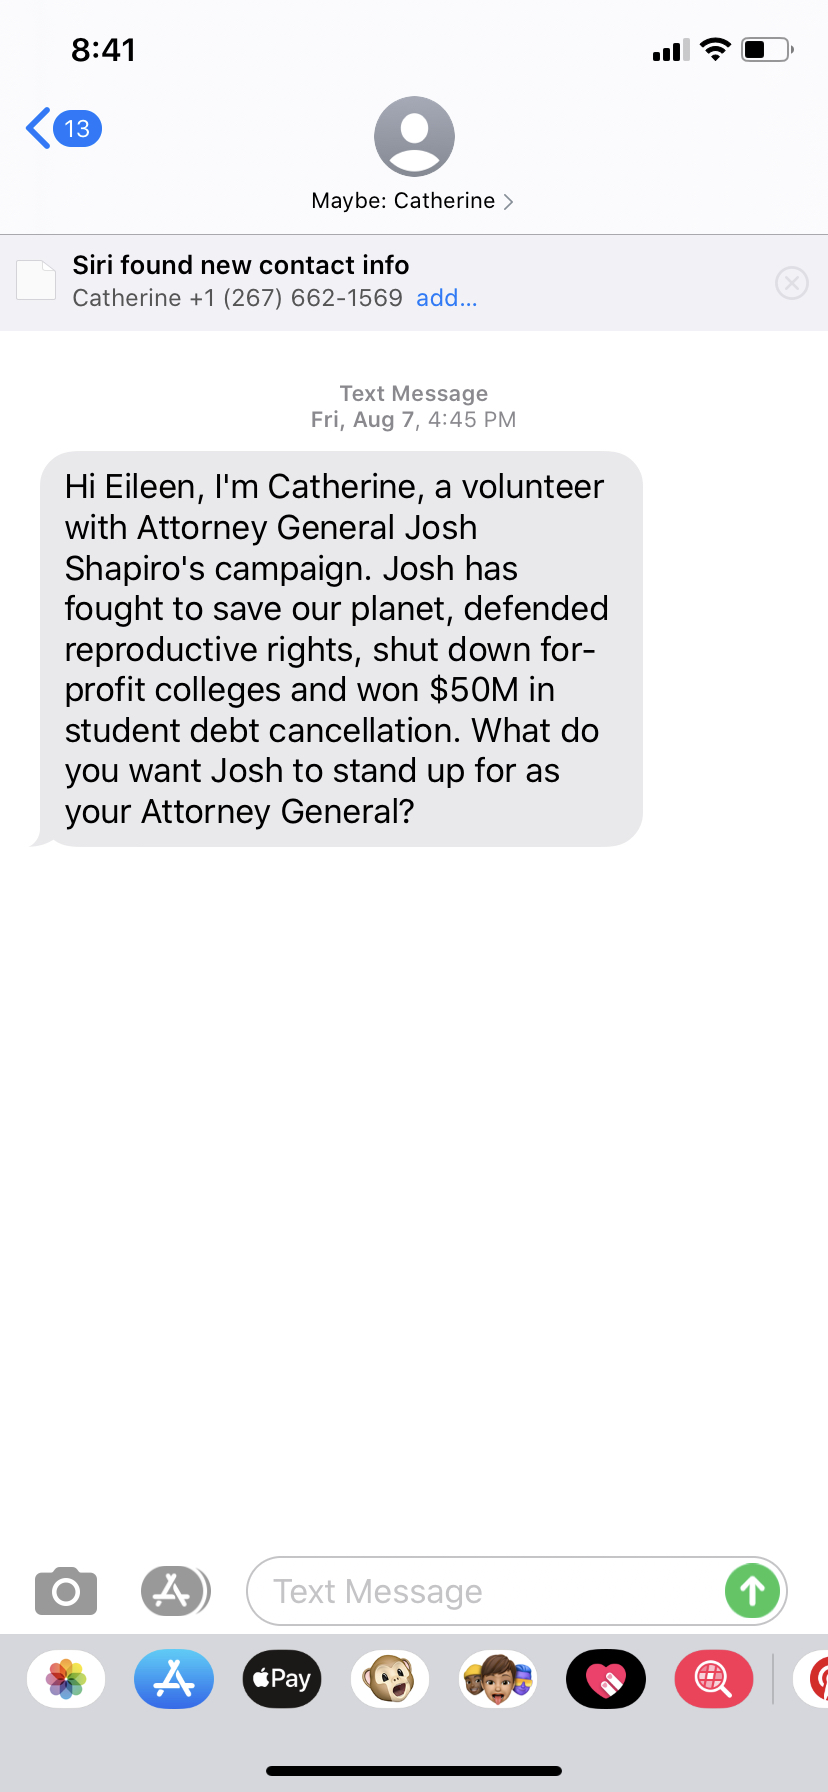 8:41
13
Maybe: Catherine
Siri found new contact info
Catherine +1 (267) 662-1569 add...
Text Message
Fri, Aug 7, 4:45 PM
Hi Eileen, I'm Catherine, a volunteer
with Attorney General Josh
Shapiro's campaign. Josh has
fought to save our planet, defended
reproductive rights, shut down for-
profit colleges and won $50M in
student debt cancellation. What do
you want Josh to stand up for as
your Attorney General?
Text Message
Pay